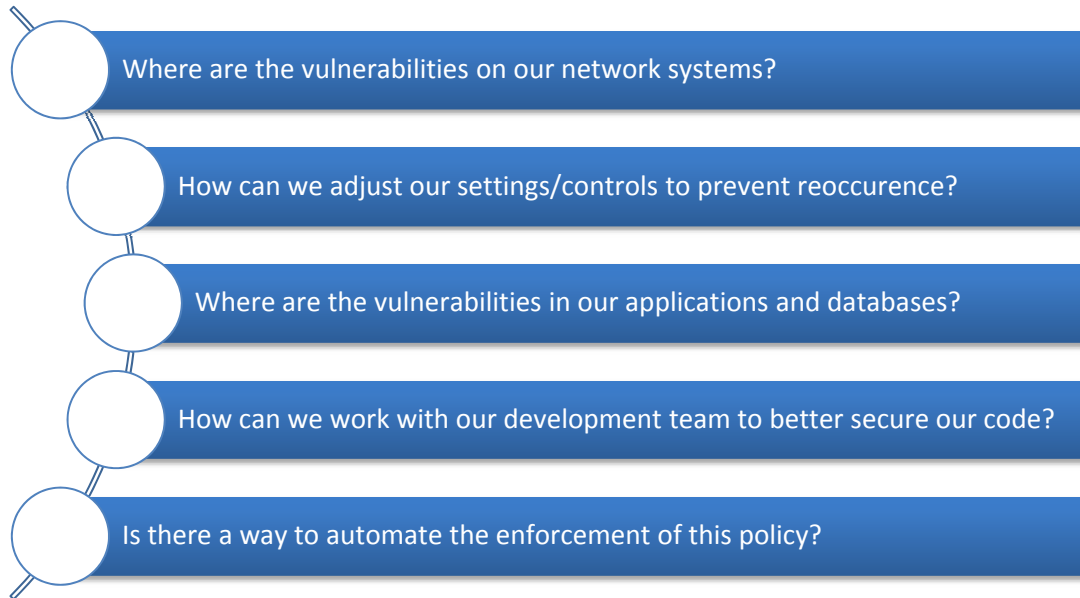 Where are the vulnerabilities on our network systems?
How can we adjust our settings/controls to prevent reoccurence?
Where are the vulnerabilities in our applications and databases?
How can we work with our development team to better secure our code?
Is there a way to automate the enforcement of this policy?